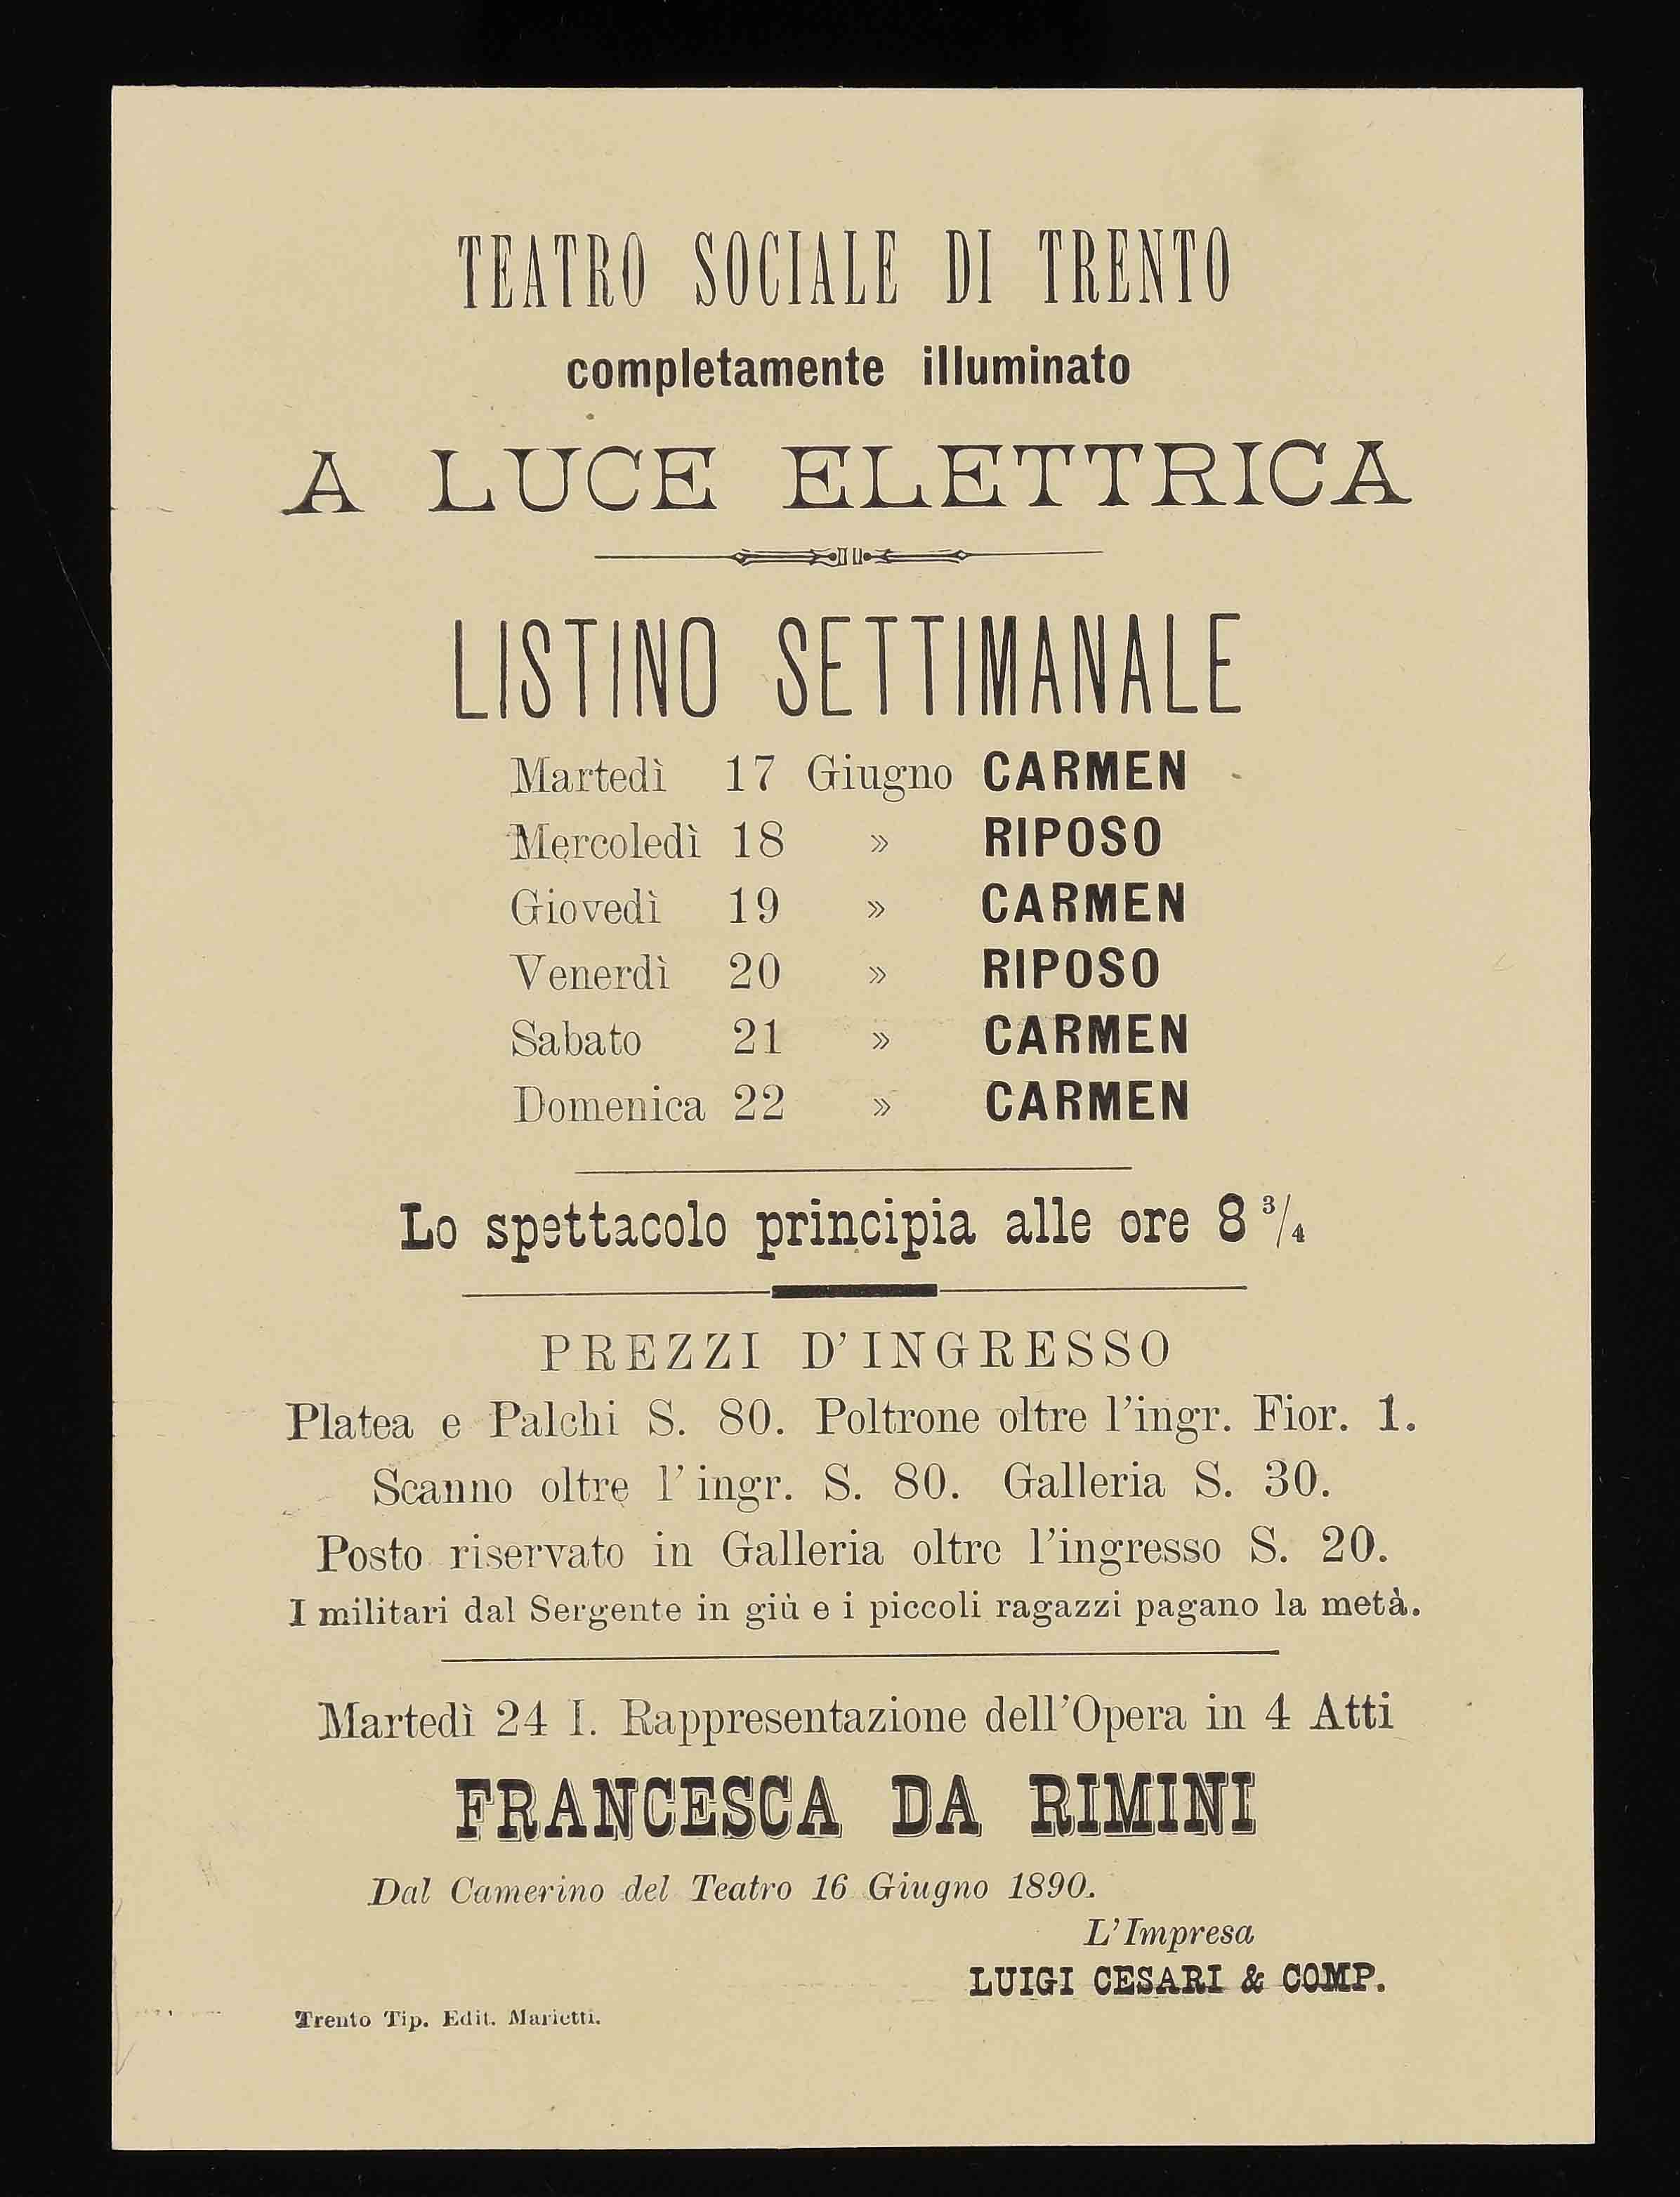 TEATRO SOCIALE DI TRENTO
completamente illuminato
A LUCE ELETTRICA
LISTINO SETTIMANALE
Martedì 17 Giugno CARMEN
Mercoledì 18 » RIPOSO
Giovedì 19 » CARMEN
Venerdì 20 » RIPOSO
Sabato 21 » CARMEN
Domenica 22 » CARMEN
Lo spettacolo principia alle ore 8 3/4
PREZZI D'INGRESSO
Platea e Palchi S. 80. Poltrone oltre l'ingr. Fior. 1.
Scanno oltre l'ingr. S. 80. Galleria S. 30.
Posto riservato in Galleria oltre l'ingresso S. 20.
I militari dal Sergente in giù e i piccoli ragazzi pagano la metà.
Martedì 24 I. Rappresentazione dell'Opera in 4 Atti
FRANCESCA DA RIMINI
Dal Camerino del Teatro 16 Giugno 1890.
L'Impresa
LUIGI CESARI & COMP.
Trento Tip. Edit. Marietti.